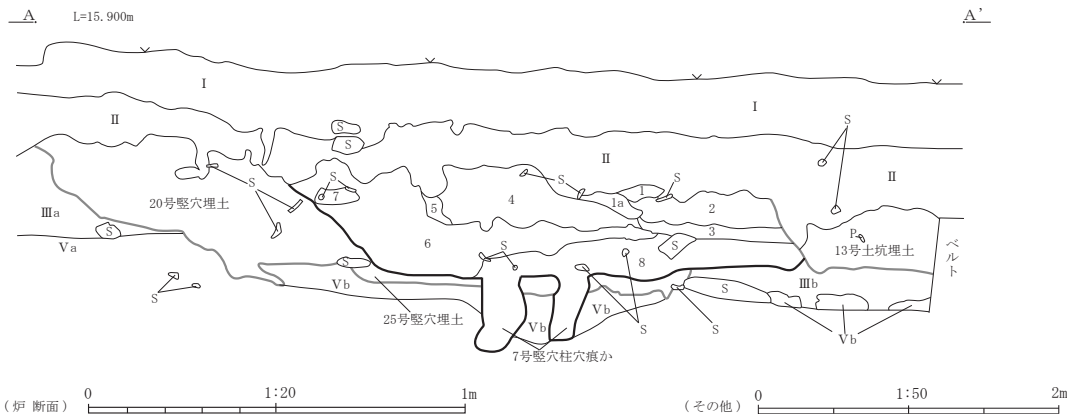 A L=15.900m A'
Ⅰ
Ⅰ
S
Ⅱ S
S
Ⅱ
S S S S 1 Ⅱ
7 4 1a 2
20号竪穴埋土 5
Ⅲa 3 P
S 6 S 13号土坑埋土
Ⅴa S 8 ベルト
S
Ⅴb Ⅲb
S S
25号竪穴埋土 Ⅴb Ⅴb S S Ⅴb
7号竪穴柱穴痕か
0 1:20 1m 0 1:50 2m
(炉 断面) (その他)